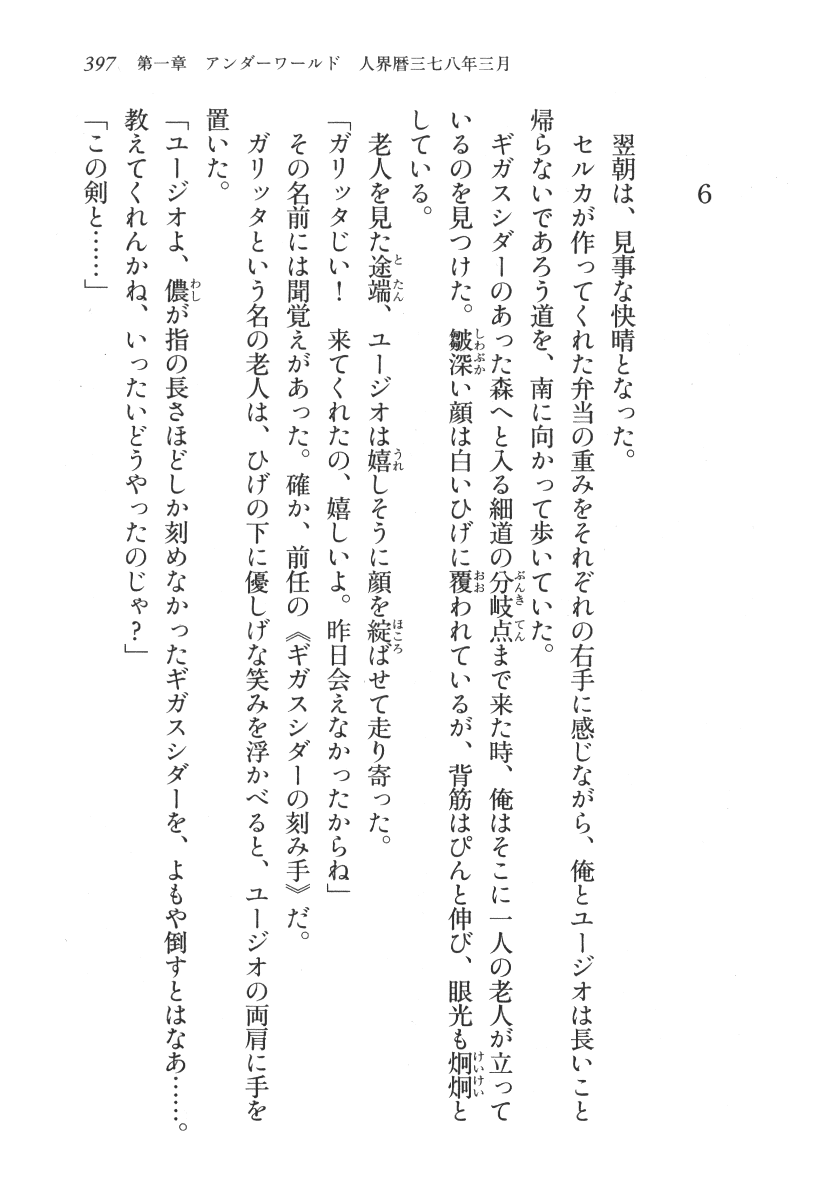 397　第一章　アンダーワールド　人界暦三七八年三月
6
翌朝は、見事な快晴となった。
セルカが作ってくれた弁当の重みをそれぞれの右手に感じながら、俺とユージオは長いこと
帰らないであろう道を、南に向かって歩いていた。
ギガスシダーのあった森へと入る細道の分岐点まで来た時、俺はそこに一人の老人が立って
いるのを見つけた。皺深い顔は白いひげに覆われているが、背筋はぴんと伸び、眼光も炯炯と
している。
老人を見た途端、ユージオは嬉しそうに顔を綻ばせて走り寄った。
「ガリッタじい！　来てくれたの、嬉しいよ。昨日会えなかったからね」
その名前には聞覚えがあった。確か、前任の《ギガスシダーの刻み手》だ。
ガリッタという名の老人は、ひげの下に優しげな笑みを浮かべると、ユージオの両肩に手を
置いた。
「ユージオよ、儂が指の長さほどしか刻めなかったギガスシダーを、よもや倒すとはなあ……。
教えてくれんかね、いったいどうやったのじゃ？」
「この剣と……」